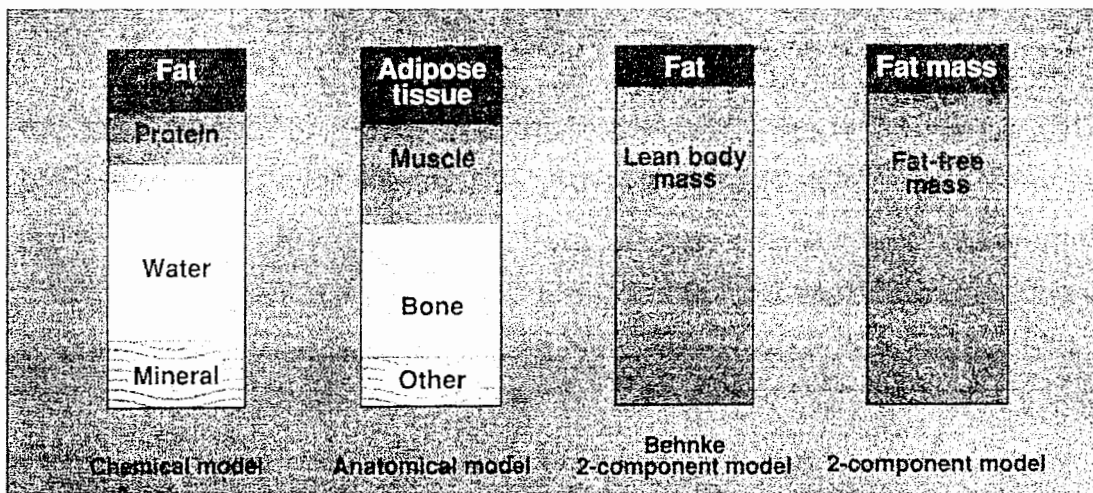 Fat
Protein
Water
Mineral
Chemical model
Adipose
tissue
Muscle
Bone
Other
Anatomical model
Fat
Lean body
mass
Behnke
2-component model
Fat mass
Fat-free
mass
2-component model